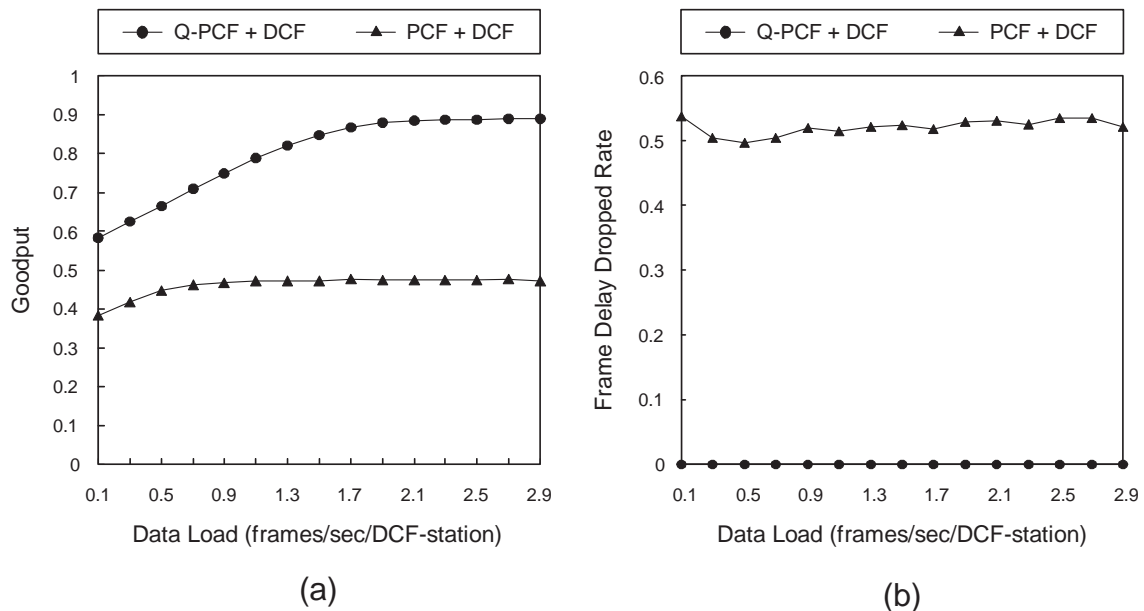 Q-PCF + DCF PCF + DCF
1
0.9
0.8
0.7
0.6
0.5
0.4
0.3
0.2
0.1
0
Goodput
0.1 0.5 0.9 1.3 1.7 2.1 2.5 2.9
Data Load (frames/sec/DCF-station)
(a)
Q-PCF + DCF PCF + DCF
0.6
0.5
0.4
0.3
0.2
0.1
0
Frame Delay Dropped Rate
0.1 0.5 0.9 1.3 1.7 2.1 2.5 2.9
Data Load (frames/sec/DCF-station)
(b)